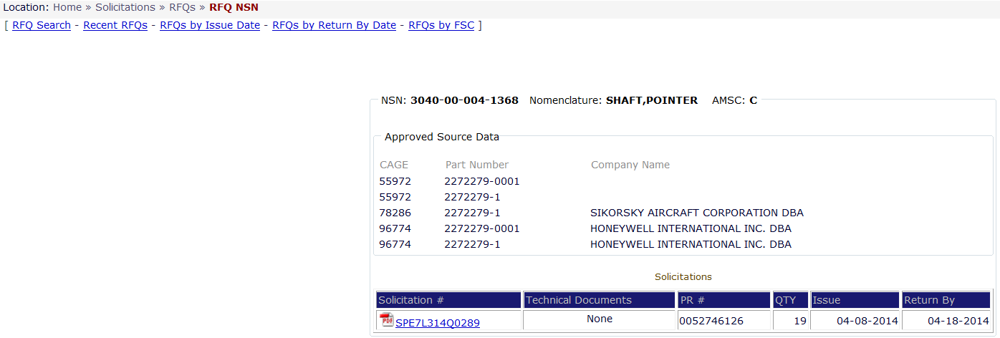 Location: Home » Solicitations » RFQs » RFQ NSN
[ RFQ Search - Recent RFQs - RFQs by Issue Date - RFQs by Return By Date - RFQs by FSC ]
NSN: 3040-00-004-1368 Nomenclature: SHAFT,POINTER AMSC: C
Approved Source Data
CAGE Part Number Company Name
55972 2272279-0001
55972 2272279-1
78286 2272279-1 SIKORSKY AIRCRAFT CORPORATION DBA
96774 2272279-0001 HONEYWELL INTERNATIONAL INC. DBA
96774 2272279-1 HONEYWELL INTERNATIONAL INC. DBA
Solicitations
Solicitation # Technical Documents PR # QTY Issue Return By
PDF SPE7L314Q0289 None 0052746126 19 04-08-2014 04-18-2014